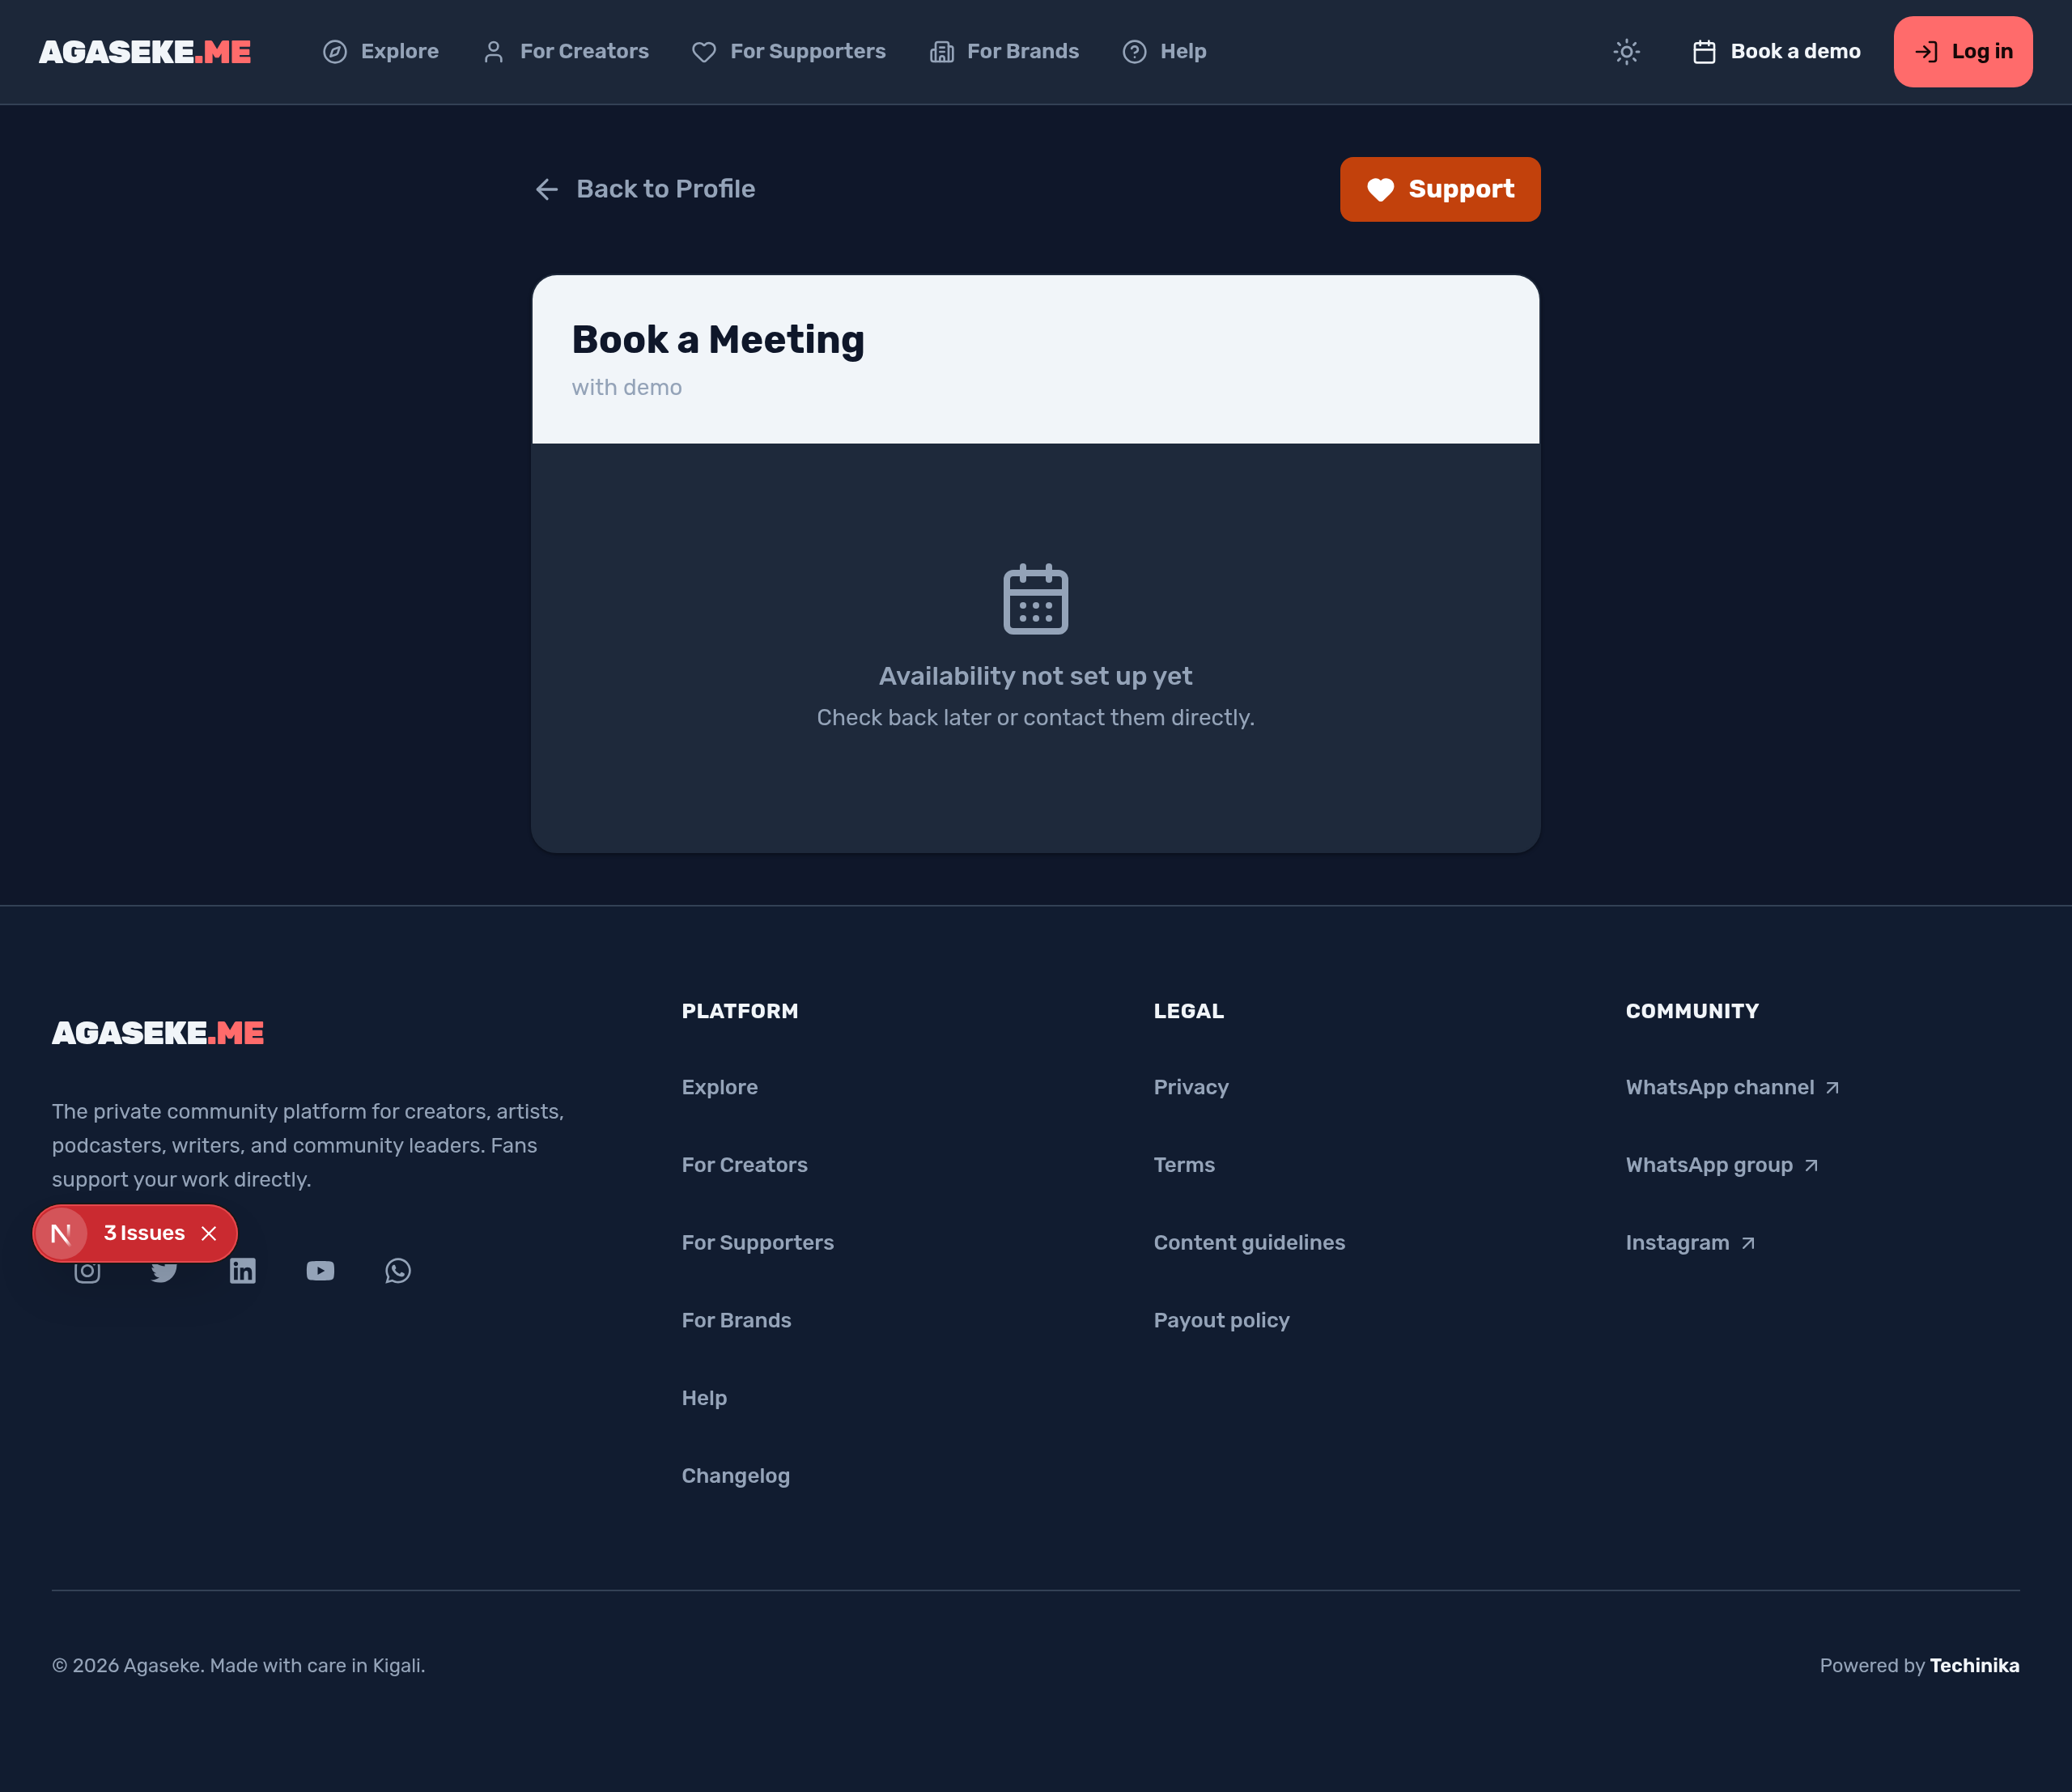 AGASEKE.ME
Explore
For Creators
For Supporters
For Brands
Help
Book a demo
Log in
Back to Profile
Support
Book a Meeting
with demo
Availability not set up yet
Check back later or contact them directly.
AGASEKE.ME
The private community platform for creators, artists,
podcasters, writers, and community leaders. Fans
support your work directly.
3 Issues
PLATFORM
Explore
For Creators
For Supporters
For Brands
Help
Changelog
LEGAL
Privacy
Terms
Content guidelines
Payout policy
COMMUNITY
WhatsApp channel
WhatsApp group
Instagram
© 2026 Agaseke. Made with care in Kigali.
Powered by Techinika